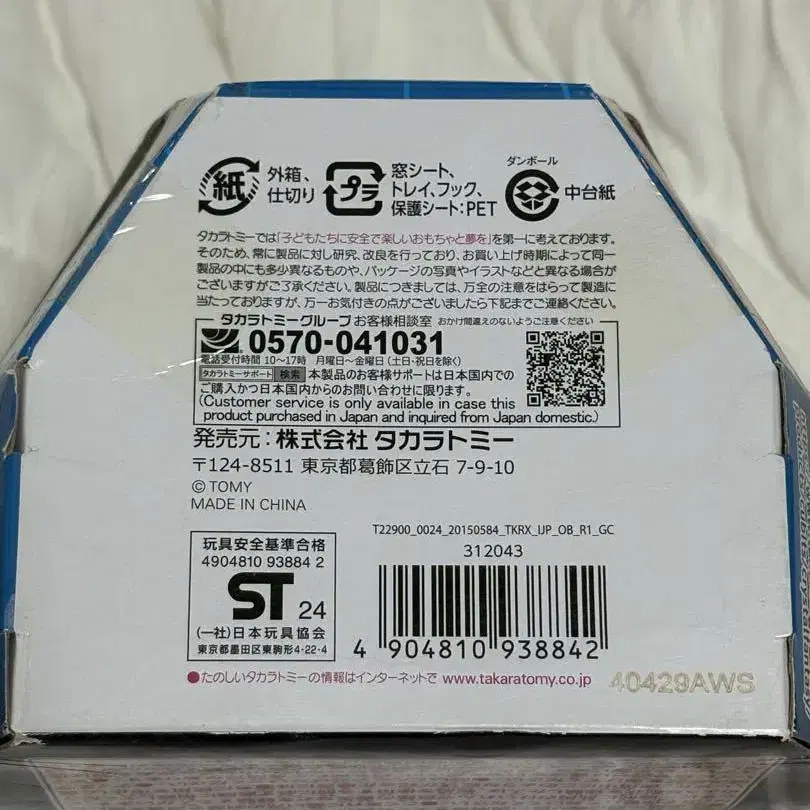 紙
外箱、
仕切り
プラ
窓シート、
トレイ、フック、
保護シート：PET
ダンボール
中台紙
タカラトミーでは「子どもたちに安全で楽しいおもちゃと夢を」を第一に考えております。
そのため、常に製品に対し研究、改良を行っており、お買い上げ時期によって同一
製品の中にも多少異なるものや、パッケージの写真やイラストなどと異なる場合が
ございますがご了承ください。製品につきましては、万全の注意をはらって製造に
当たっておりますが、万一お気付きの点がございましたら下記までご連絡ください。
タカラトミーグループ お客様相談室 おかけ間違えのないようご注意ください
0570-041031
電話受付時間 10〜17時 月曜日〜金曜日(土・日・祝日を除く)
タカラトミーサポート 検索 本製品のお客様サポートは日本国内での
ご購入かつ日本国内からのお問い合わせに限ります。
(Customer service is only available in case this
product purchased in Japan and inquired from Japan domestic.)
発売元：株式会社 タカラトミー
〒124-8511 東京都葛飾区立石 7-9-10
© TOMY
MADE IN CHINA
玩具安全基準合格
4904810 93884 2
ST 24
(一社)日本玩具協会
東京都墨田区東駒形4-22-4
T22900_0024_20150584_TKRX_IJP_OB_R1_GC
312043
4 904810 938842
●たのしいタカラトミーの情報はインターネットで www.takaratomy.co.jp
40429AWS